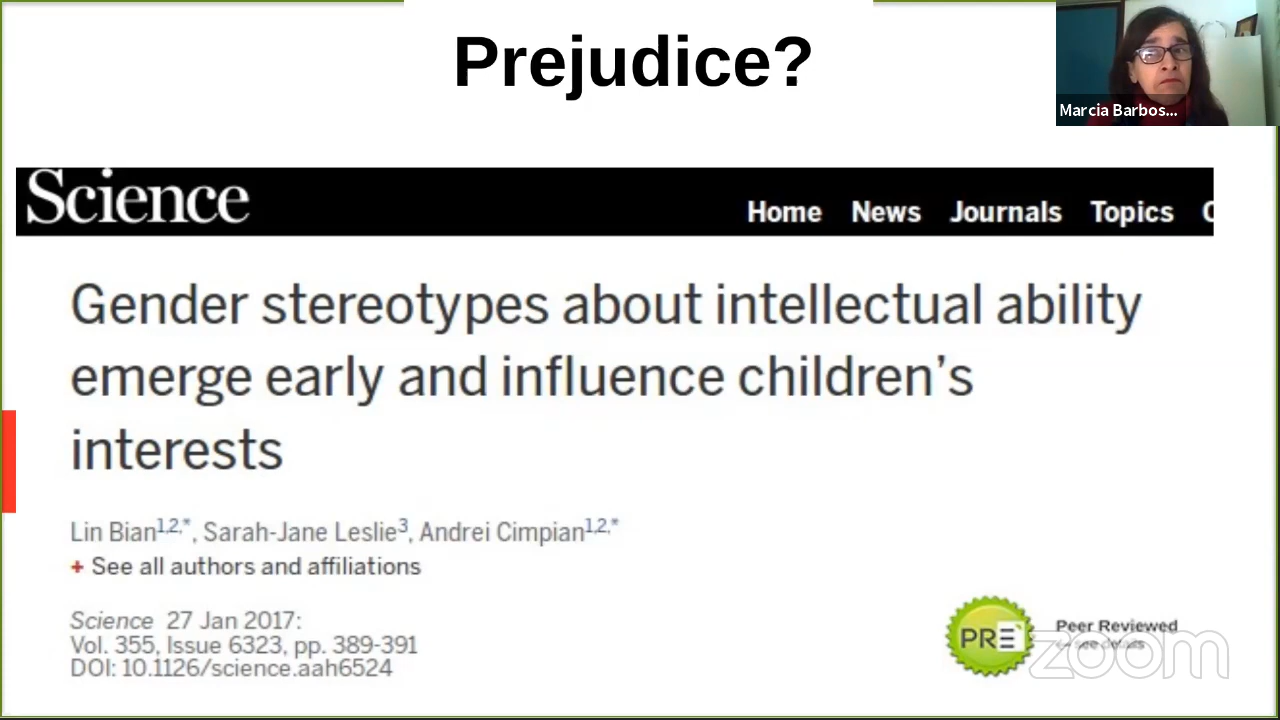 Prejudice?
Marcia Barbos...
Science
Home News Journals Topics
Gender stereotypes about intellectual ability
emerge early and influence children's
interests
Lin Bian1,2,*, Sarah-Jane Leslie3, Andrei Cimpian1,2,*
+ See all authors and affiliations
Science 27 Jan 2017:
Vol. 355, Issue 6323, pp. 389-391
DOI: 10.1126/science.aah6524
PRE
Peer Reviewed
← see details
zoom